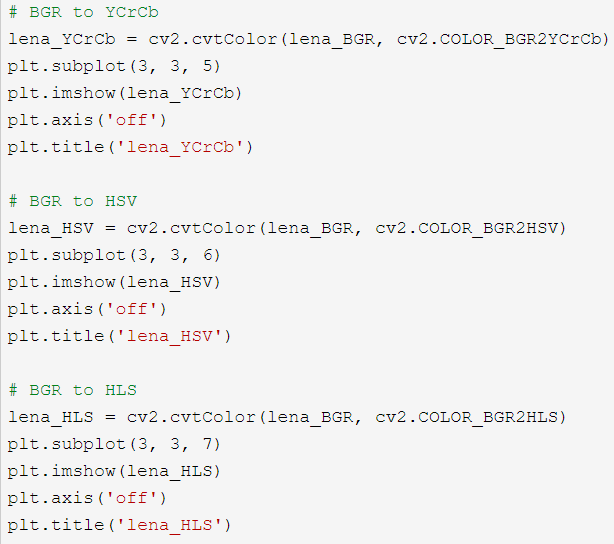 # BGR to YCrCb
lena_YCrCb = cv2.cvtColor(lena_BGR, cv2.COLOR_BGR2YCrCb)
plt.subplot(3, 3, 5)
plt.imshow(lena_YCrCb)
plt.axis('off')
plt.title('lena_YCrCb')
# BGR to HSV
lena_HSV = cv2.cvtColor(lena_BGR, cv2.COLOR_BGR2HSV)
plt.subplot(3, 3, 6)
plt.imshow(lena_HSV)
plt.axis('off')
plt.title('lena_HSV')
# BGR to HLS
lena_HLS = cv2.cvtColor(lena_BGR, cv2.COLOR_BGR2HLS)
plt.subplot(3, 3, 7)
plt.imshow(lena_HLS)
plt.axis('off')
plt.title('lena_HLS')